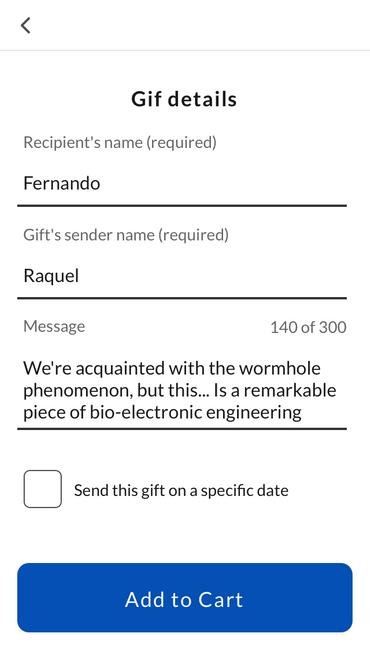 Gif details
Recipient's name (required)
Fernando
Gift's sender name (required)
Raquel
Message 140 of 300
We're acquainted with the wormhole
phenomenon, but this... Is a remarkable
piece of bio-electronic engineering
Send this gift on a specific date
Add to Cart